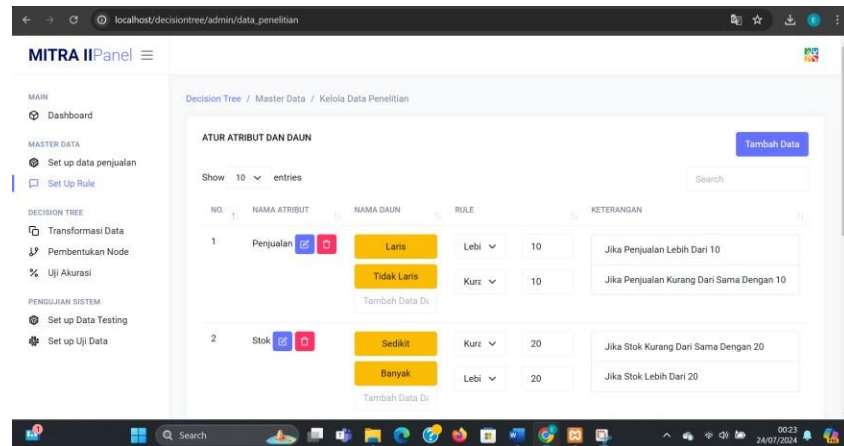 localhost/decisiontree/admin/data_penelitian
MITRA IIPanel
MAIN
Dashboard
MASTER DATA
Set up data penjualan
Set Up Rule
DECISION TREE
Transformasi Data
Pembentukan Node
Uji Akurasi
PENGUJIAN SISTEM
Set up Data Testing
Set up Uji Data
Decision Tree / Master Data / Kelola Data Penelitian
ATUR ATRIBUT DAN DAUN
Tambah Data
Show 10 entries
Search
NO. NAMA ATRIBUT NAMA DAUN RULE KETERANGAN
1 Penjualan Laris Lebi 10 Jika Penjualan Lebih Dari 10
Tidak Laris Kura 10 Jika Penjualan Kurang Dari Sama Dengan 10
Tambah Data Da
2 Stok Sedikit Kura 20 Jika Stok Kurang Dari Sama Dengan 20
Banyak Lebi 20 Jika Stok Lebih Dari 20
Tambah Data Da
Search
00:23
24/07/2024